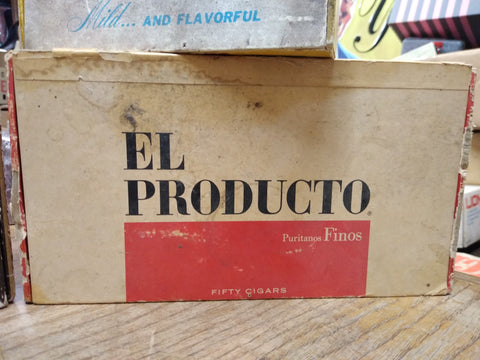 Mild... AND FLAVORFUL
EL
PRODUCTO®
Puritanos Finos
FIFTY CIGARS